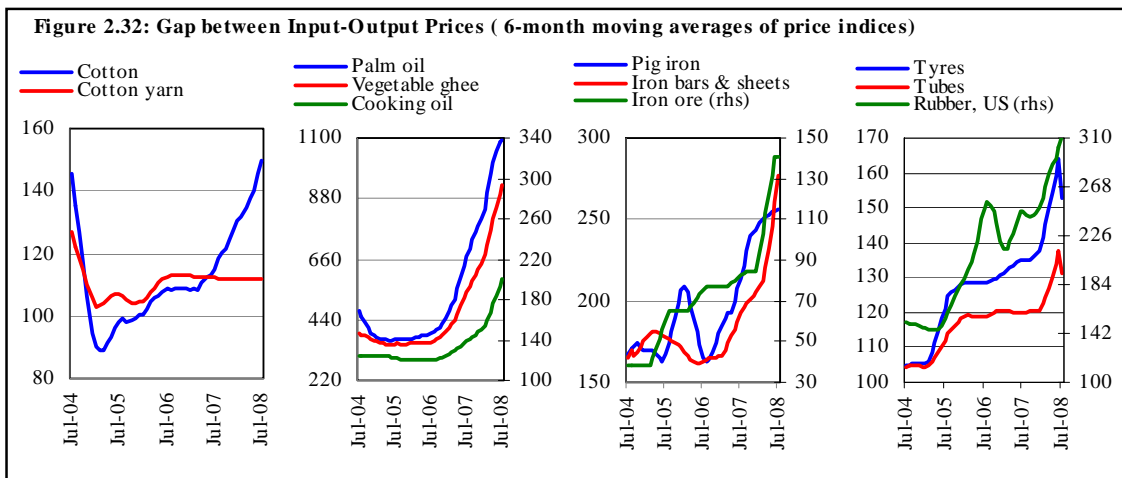 Figure 2.32: Gap between Input-Output Prices ( 6-month moving averages of price indices)
Cotton
Cotton yarn
160
140
120
100
80
Jul-04
Jul-05
Jul-06
Jul-07
Jul-08
Palm oil
Vegetable ghee
Cooking oil
1100
880
660
440
220
340
300
260
220
180
140
100
Jul-04
Jul-05
Jul-06
Jul-07
Jul-08
Pig iron
Iron bars & sheets
Iron ore (rhs)
300
250
200
150
150
130
110
90
70
50
30
Jul-04
Jul-05
Jul-06
Jul-07
Jul-08
Tyres
Tubes
Rubber, US (rhs)
170
160
150
140
130
120
110
100
310
268
226
184
142
100
Jul-04
Jul-05
Jul-06
Jul-07
Jul-08